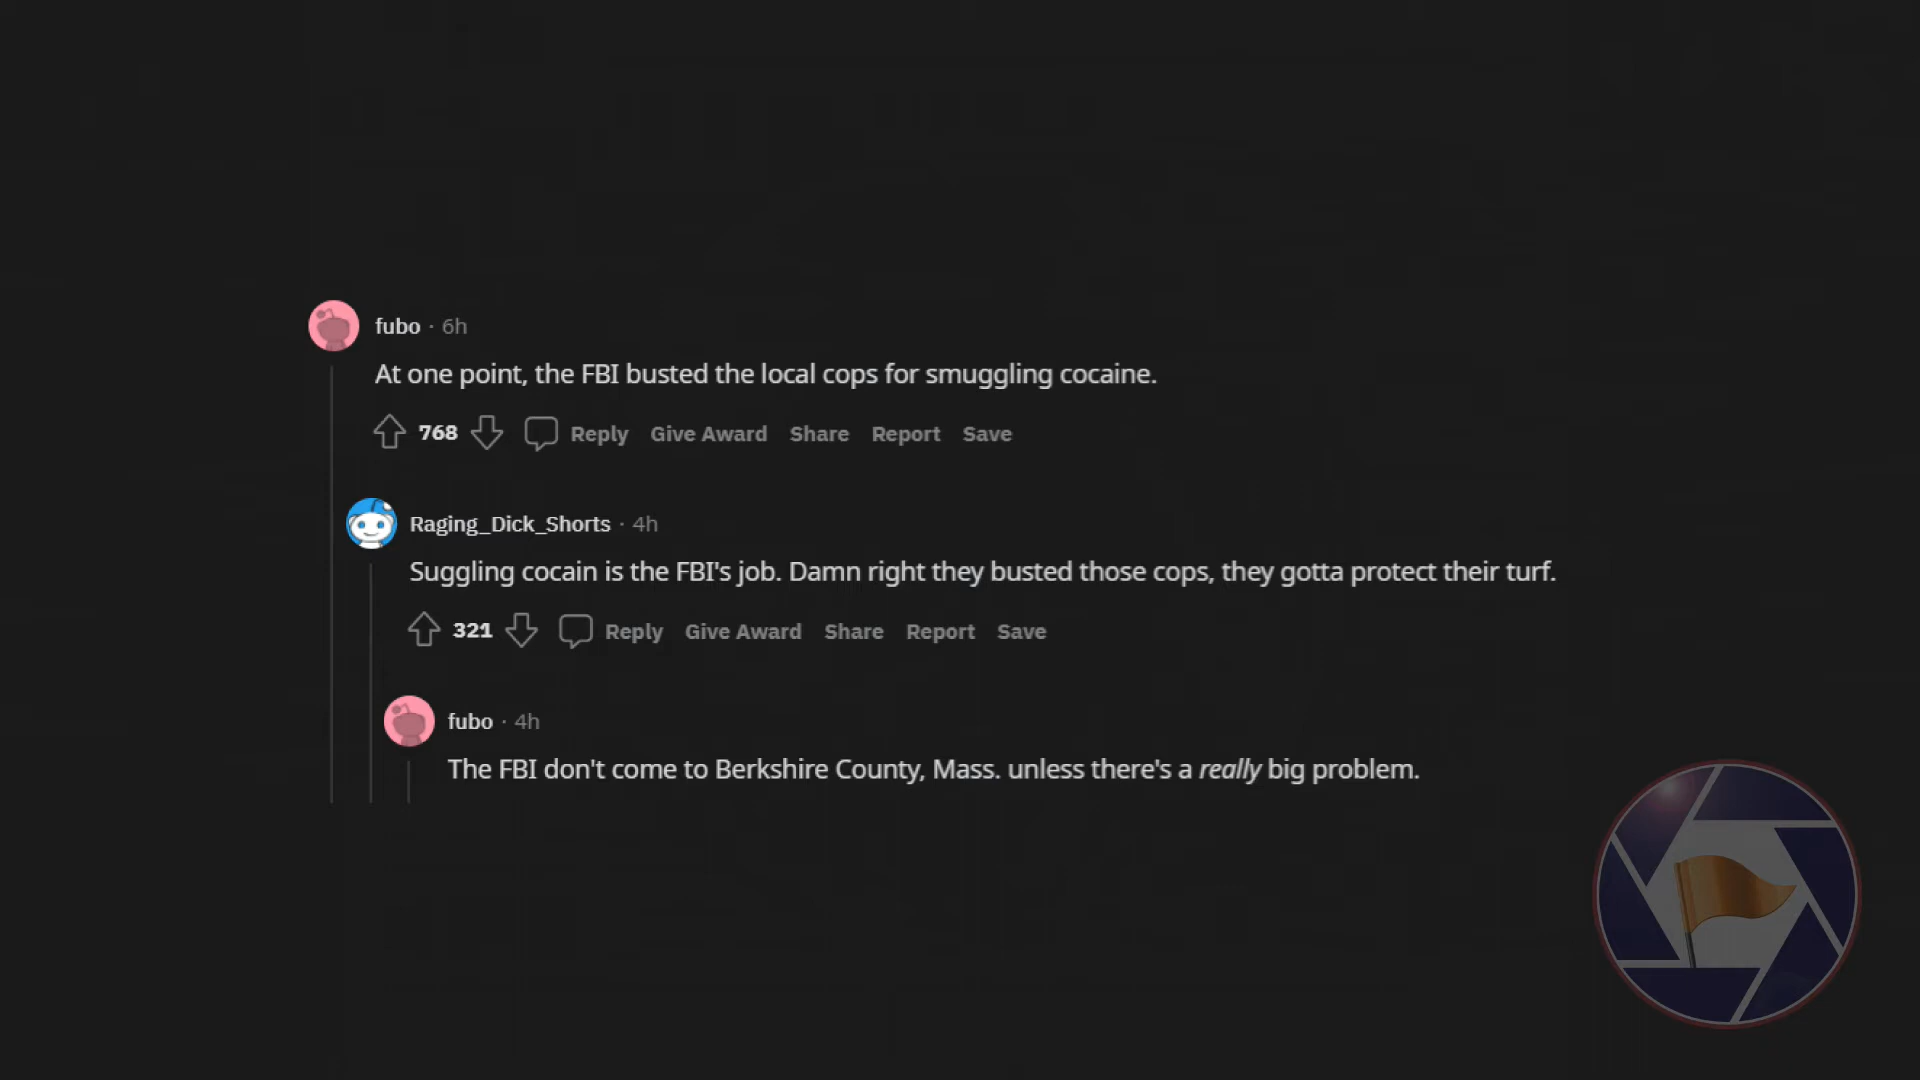 fubo · 6h
At one point, the FBI busted the local cops for smuggling cocaine.
768 Reply Give Award Share Report Save
Raging_Dick_Shorts · 4h
Suggling cocain is the FBI's job. Damn right they busted those cops, they gotta protect their turf.
321 Reply Give Award Share Report Save
fubo · 4h
The FBI don't come to Berkshire County, Mass. unless there's a really big problem.